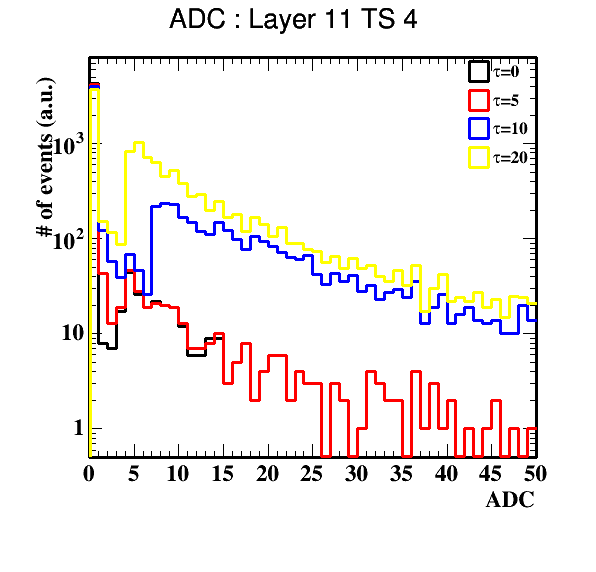 ADC : Layer 11 TS 4
# of events (a.u.)
10³
10²
10
1
τ=0
τ=5
τ=10
τ=20
0 5 10 15 20 25 30 35 40 45 50
ADC